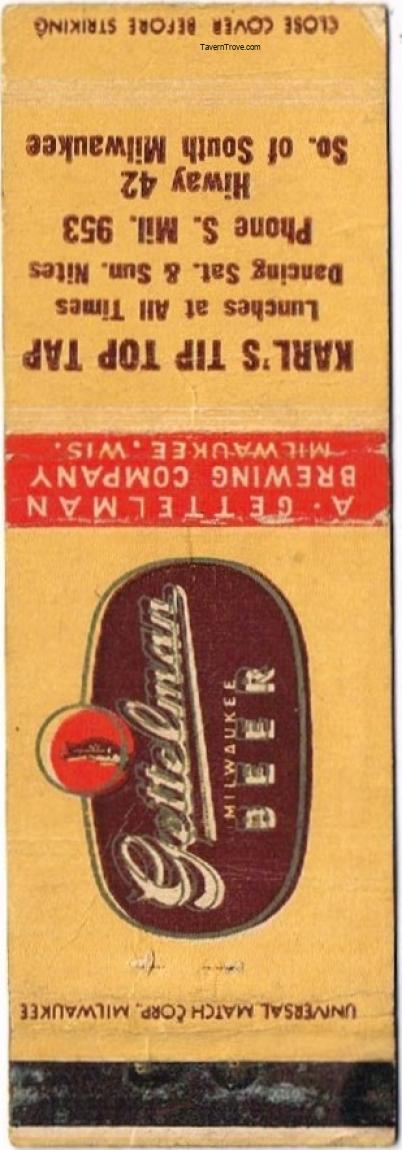 CLOSE COVER BEFORE STRIKING
TavernTrove.com
KARL'S TIP TOP TAP
Lunches at All Times
Dancing Sat. & Sun. Nites
Phone S. Mil. 953
Hiway 42
So. of South Milwaukee
A. GETTELMAN
BREWING COMPANY
MILWAUKEE, WIS.
Gettelman
MILWAUKEE
BEER
UNIVERSAL MATCH CORP., MILWAUKEE